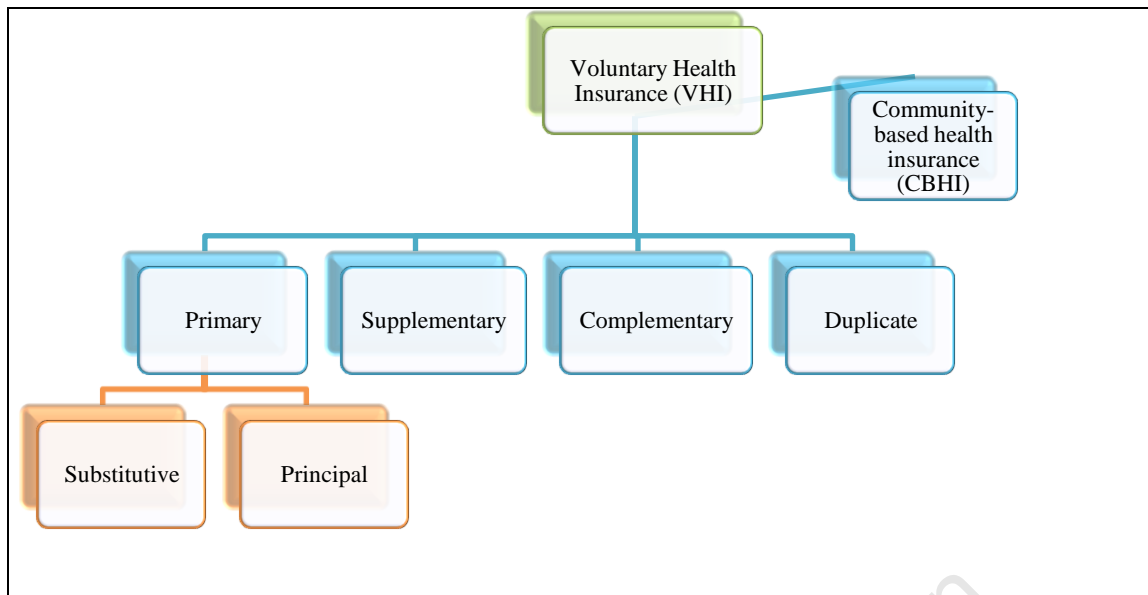 Voluntary Health
Insurance (VHI)
Community-
based health
insurance
(CBHI)
Primary
Supplementary
Complementary
Duplicate
Substitutive
Principal